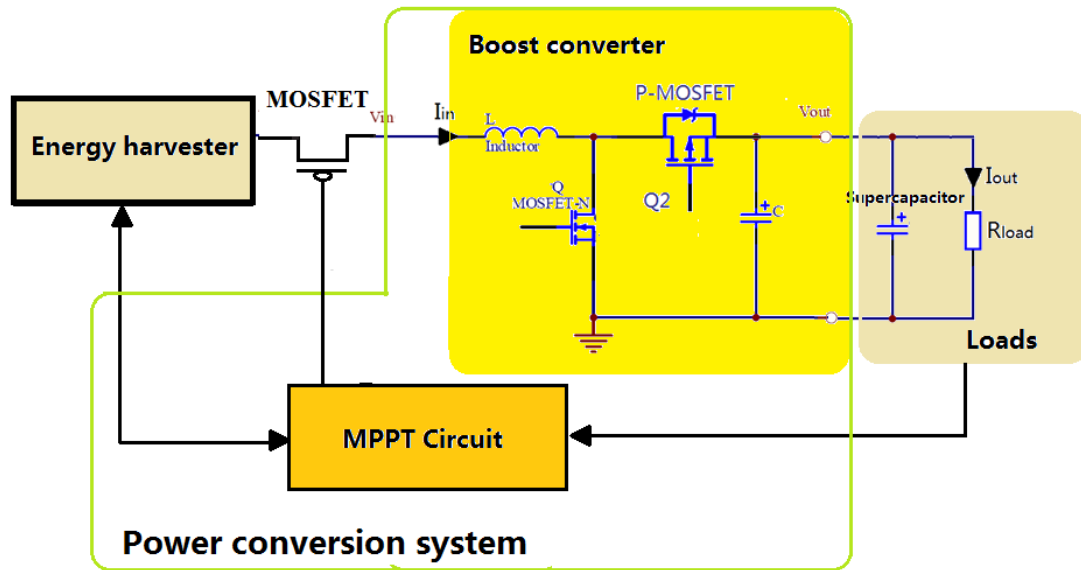 Boost converter
MOSFET
Energy harvester
Vin
Iin
L
Inductor
P-MOSFET
Vout
Q
MOSFET-N
Q2
C
Supercapacitor
Iout
Rload
Loads
MPPT Circuit
Power conversion system